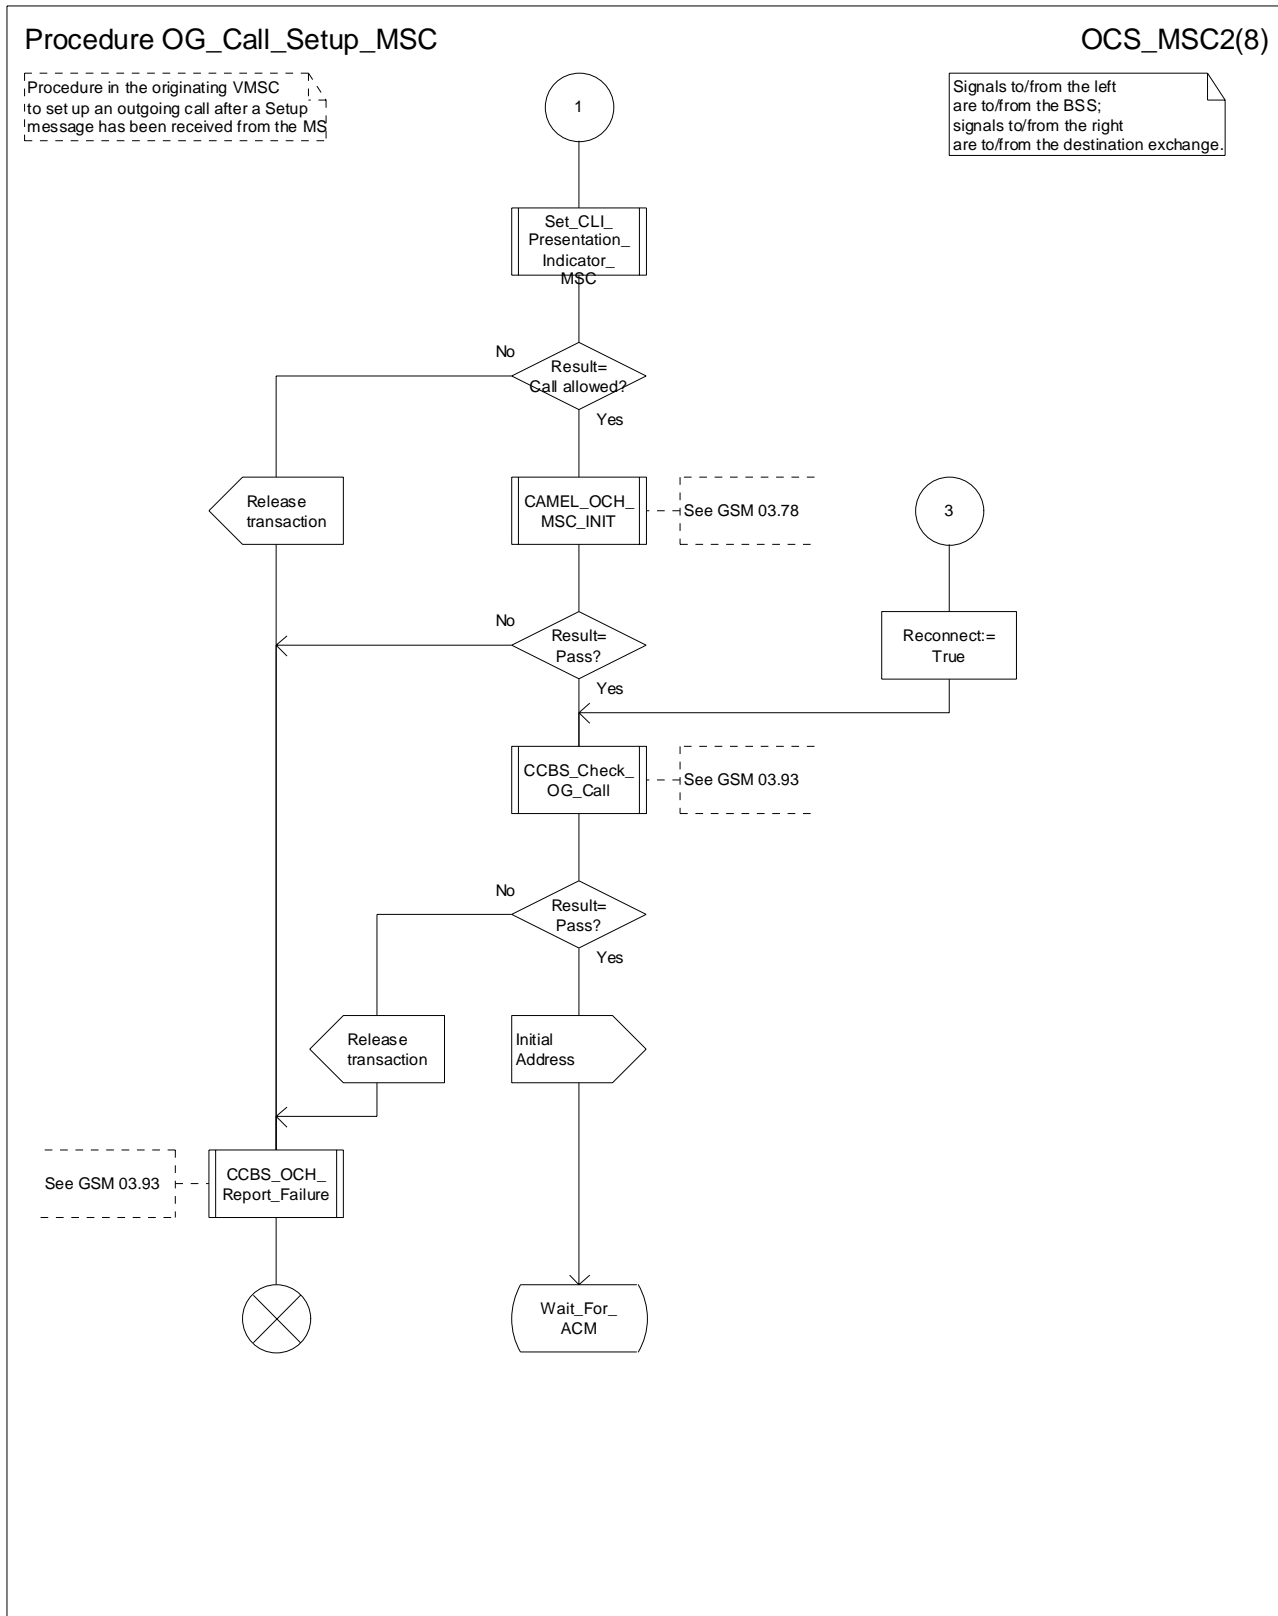 Procedure OG_Call_Setup_MSC
OCS_MSC2(8)
Procedure in the originating VMSC
to set up an outgoing call after a Setup
message has been received from the MS
Signals to/from the left
are to/from the BSS;
signals to/from the right
are to/from the destination exchange.
1
Set_CLI_
Presentation_
Indicator_
MSC
No
Result=
Call allowed?
Yes
Release
transaction
CAMEL_OCH_
MSC_INIT
See GSM 03.78
3
No
Result=
Pass?
Yes
Reconnect:=
True
CCBS_Check_
OG_Call
See GSM 03.93
No
Result=
Pass?
Yes
Release
transaction
Initial
Address
See GSM 03.93
CCBS_OCH_
Report_Failure
Wait_For_
ACM